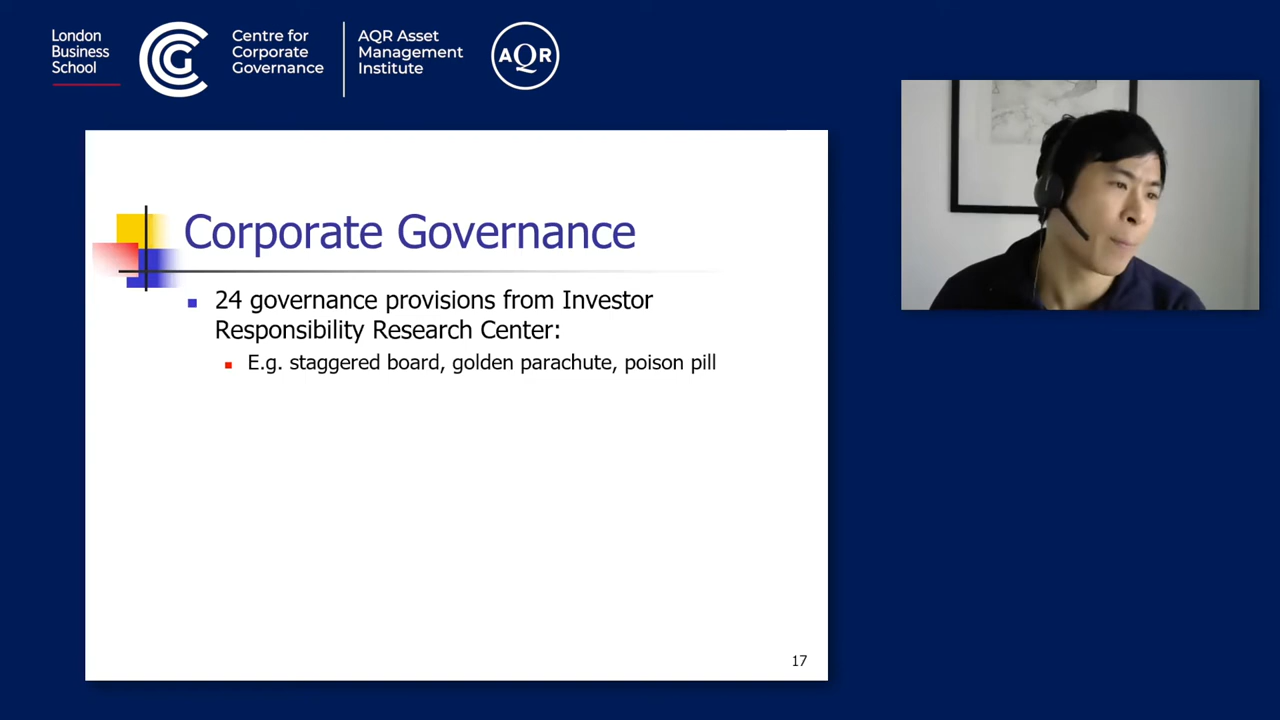 London
Business
School
Centre for
Corporate
Governance
AQR Asset
Management
Institute
AQR
Corporate Governance
24 governance provisions from Investor
Responsibility Research Center:
E.g. staggered board, golden parachute, poison pill
17